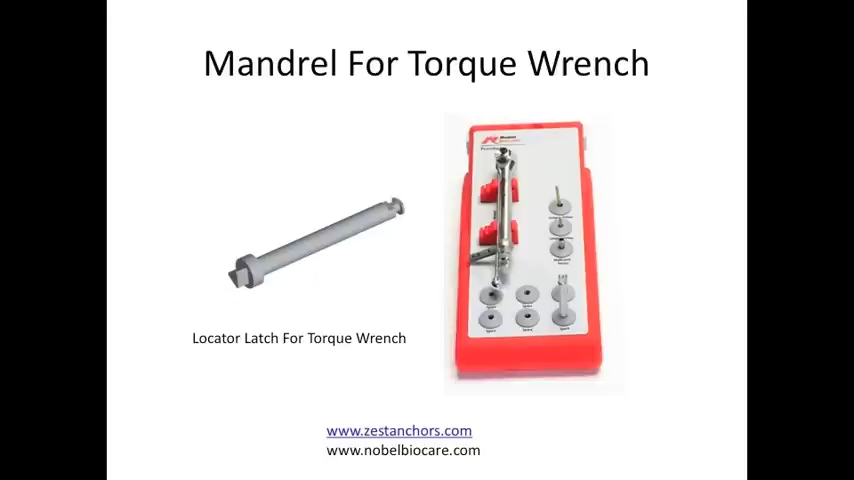 Mandrel For Torque Wrench
Locator Latch For Torque Wrench
www.zestanchors.com
www.nobelbiocare.com